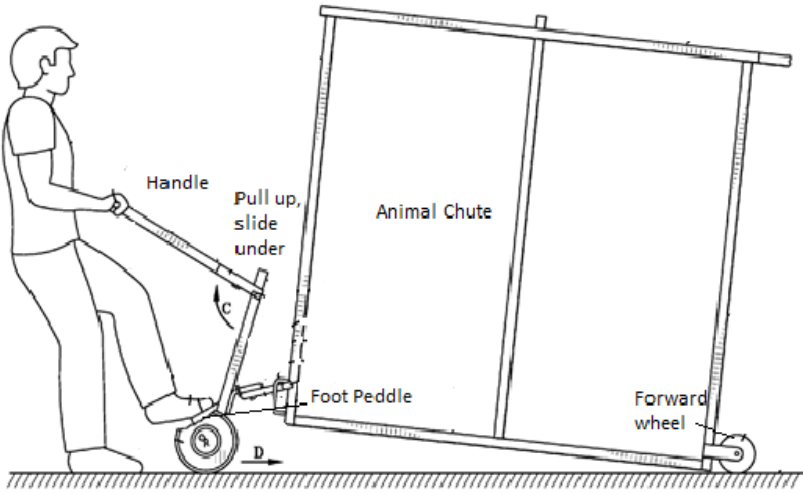 Handle
Pull up,
slide
under
Animal Chute
C
Foot Peddle
Forward
wheel
D